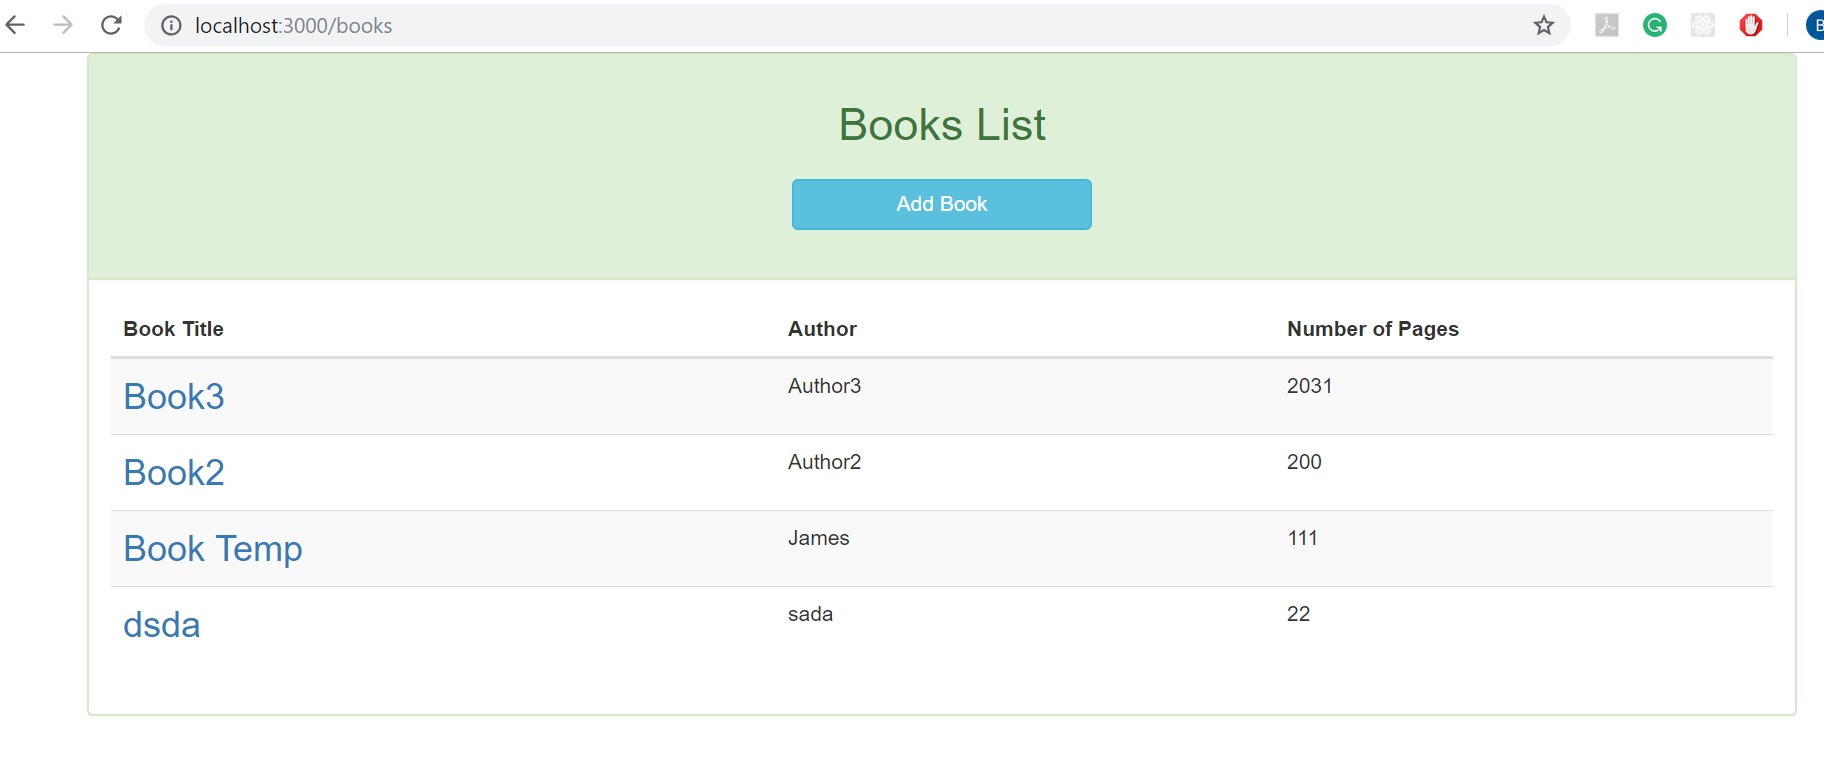 localhost:3000/books
G
B
Books List
Add Book
Book Title Author Number of Pages
Book3 Author3 2031
Book2 Author2 200
Book Temp James 111
dsda sada 22